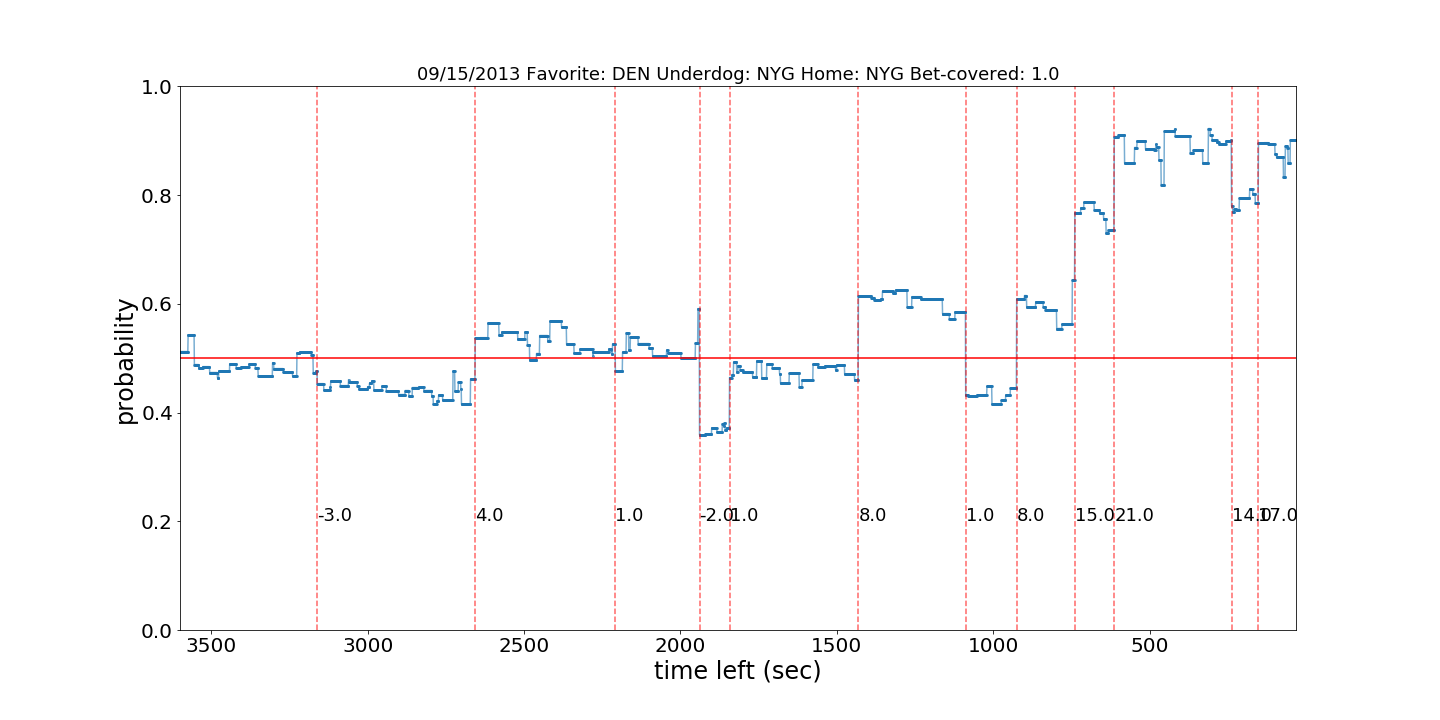 09/15/2013 Favorite: DEN Underdog: NYG Home: NYG Bet-covered: 1.0
probability
1.0
0.8
0.6
0.4
0.2
0.0
-3.0 4.0 1.0 -2.0 1.0 8.0 1.0 8.0 15.0 21.0 14.0 17.0
3500 3000 2500 2000 1500 1000 500
time left (sec)